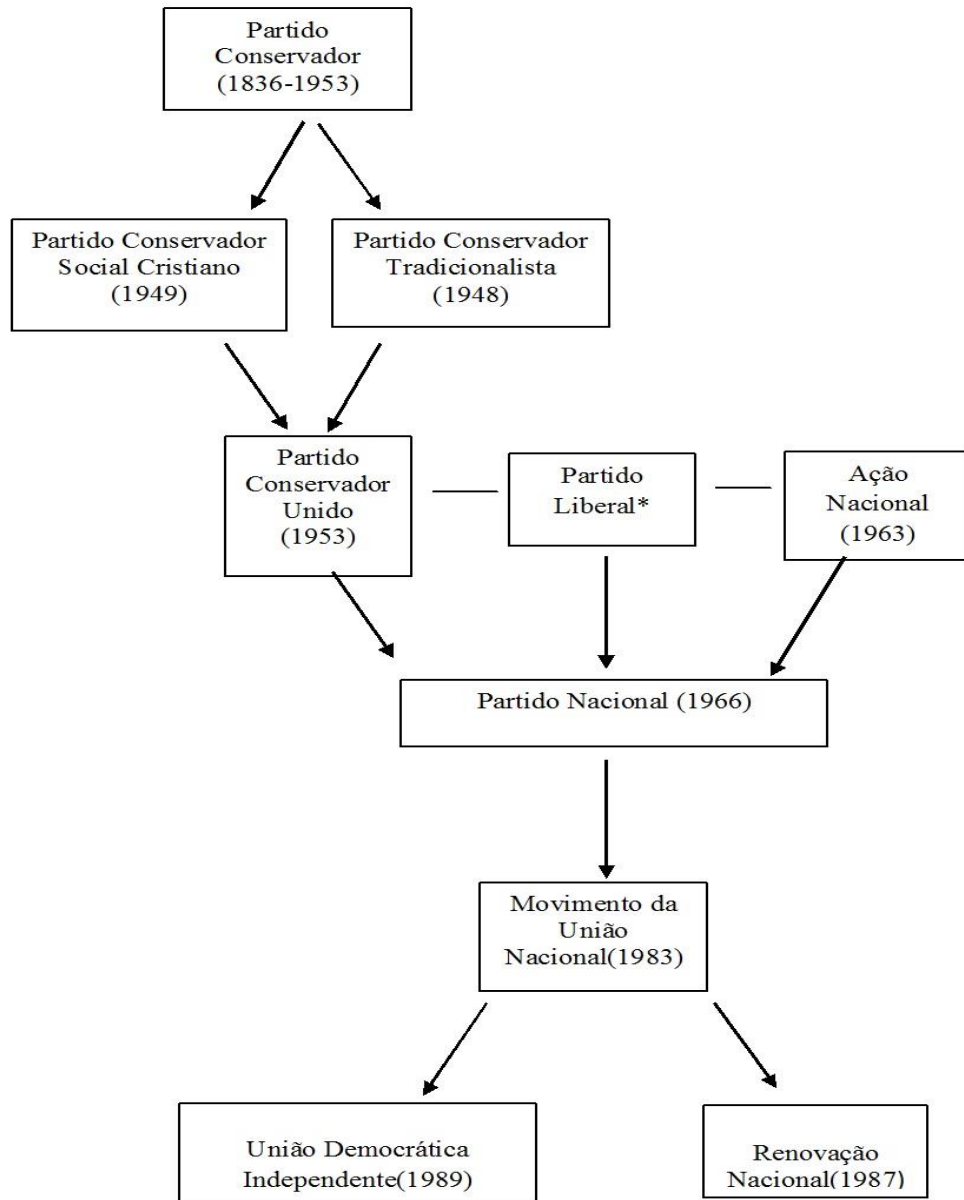 Partido
Conservador
(1836-1953)
Partido Conservador
Social Cristiano
(1949)
Partido Conservador
Tradicionalista
(1948)
Partido
Conservador
Unido
(1953)
Partido
Liberal*
Ação
Nacional
(1963)
Partido Nacional (1966)
Movimento da
União
Nacional(1983)
União Democrática
Independente(1989)
Renovação
Nacional(1987)